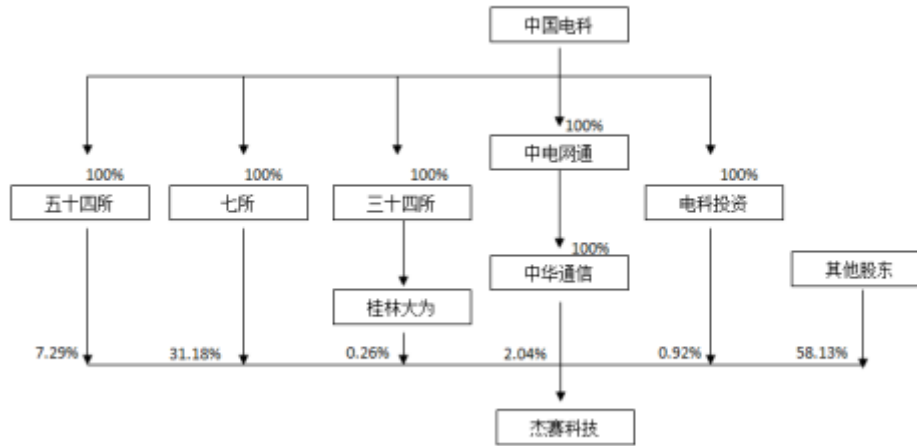 中国电科
100%
中电网通
100%
100%
100%
100%
五十四所
七所
三十四所
电科投资
100%
中华通信
其他股东
桂林大为
7.29%
31.18%
0.26%
2.04%
0.92%
58.13%
杰赛科技